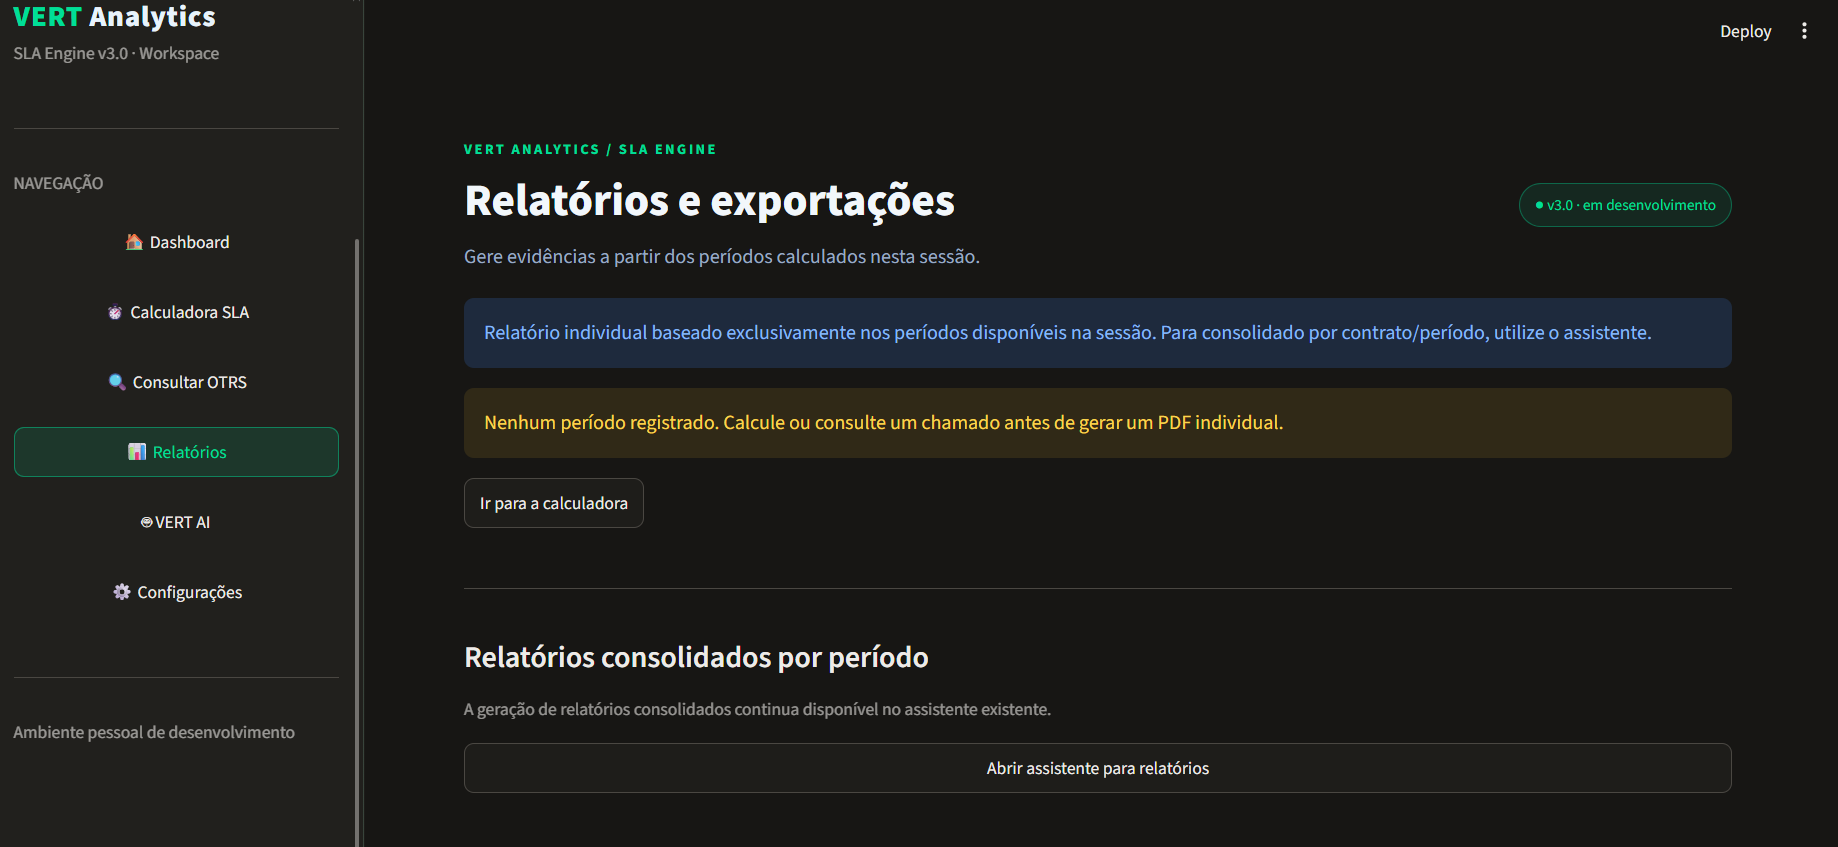 VERT Analytics
SLA Engine v3.0 · Workspace
NAVEGAÇÃO
Dashboard
Calculadora SLA
Consultar OTRS
Relatórios
VERT AI
Configurações
Ambiente pessoal de desenvolvimento
Deploy
VERT ANALYTICS / SLA ENGINE
Relatórios e exportações
v3.0 · em desenvolvimento
Gere evidências a partir dos períodos calculados nesta sessão.
Relatório individual baseado exclusivamente nos períodos disponíveis na sessão. Para consolidado por contrato/período, utilize o assistente.
Nenhum período registrado. Calcule ou consulte um chamado antes de gerar um PDF individual.
Ir para a calculadora
Relatórios consolidados por período
A geração de relatórios consolidados continua disponível no assistente existente.
Abrir assistente para relatórios